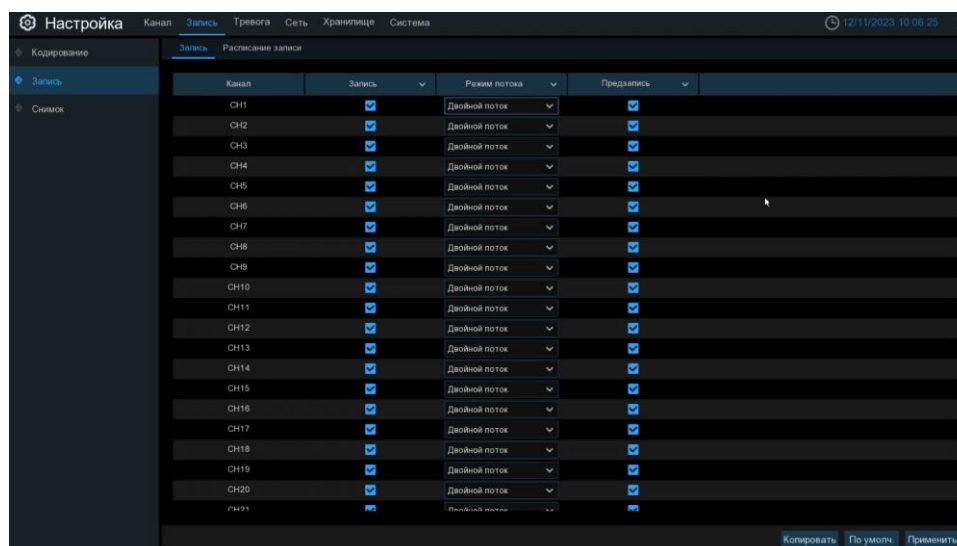 Настройка Канал Запись Тревога Сеть Хранилище Система 12/11/2023 10:06:25
Кодирование
Запись
Снимок
Запись Расписание записи
Канал Запись Режим потока Предзапись
CH1 Двойной поток
CH2 Двойной поток
CH3 Двойной поток
CH4 Двойной поток
CH5 Двойной поток
CH6 Двойной поток
CH7 Двойной поток
CH8 Двойной поток
CH9 Двойной поток
CH10 Двойной поток
CH11 Двойной поток
CH12 Двойной поток
CH13 Двойной поток
CH14 Двойной поток
CH15 Двойной поток
CH16 Двойной поток
CH17 Двойной поток
CH18 Двойной поток
CH19 Двойной поток
CH20 Двойной поток
CH21 Двойной поток
Копировать По умолч. Применить